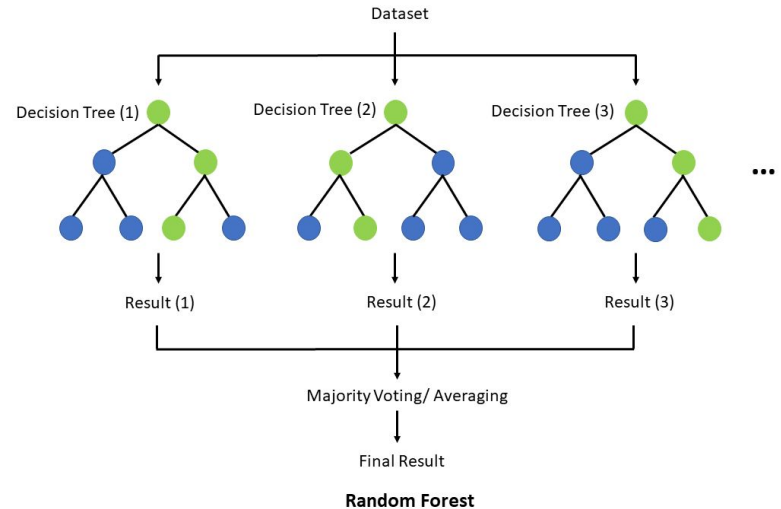 Dataset
Decision Tree (1)
Decision Tree (2)
Decision Tree (3)
...
Result (1)
Result (2)
Result (3)
Majority Voting/ Averaging
Final Result
Random Forest